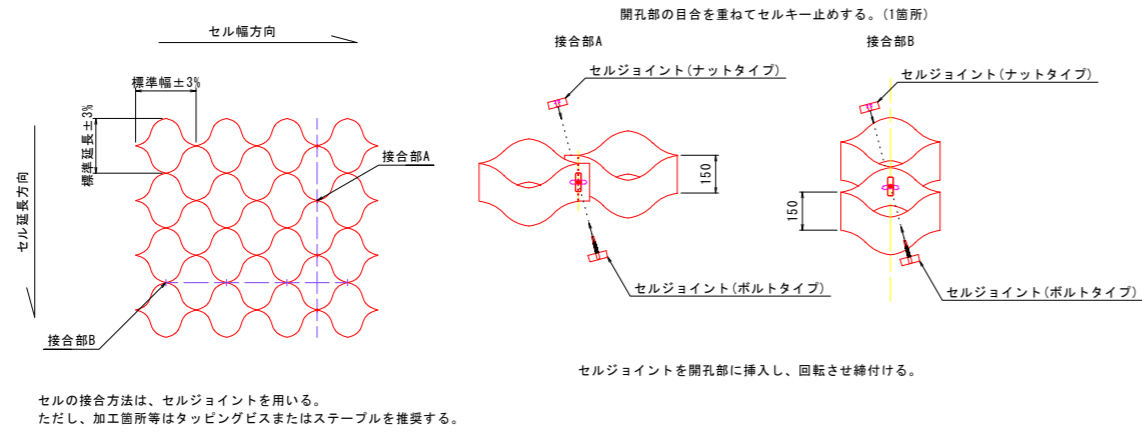 開孔部の目合を重ねてセルキー止めする。(1箇所)
セル幅方向
接合部A
接合部B
セルジョイント(ナットタイプ)
セルジョイント(ナットタイプ)
標準幅±3%
標準延長±3%
接合部A
セル延長方向
150
150
セルジョイント(ボルトタイプ)
セルジョイント(ボルトタイプ)
接合部B
セルジョイントを開孔部に挿入し、回転させ締付ける。
セルの接合方法は、セルジョイントを用いる。
ただし、加工箇所等はタッピングビスまたはステープルを推奨する。